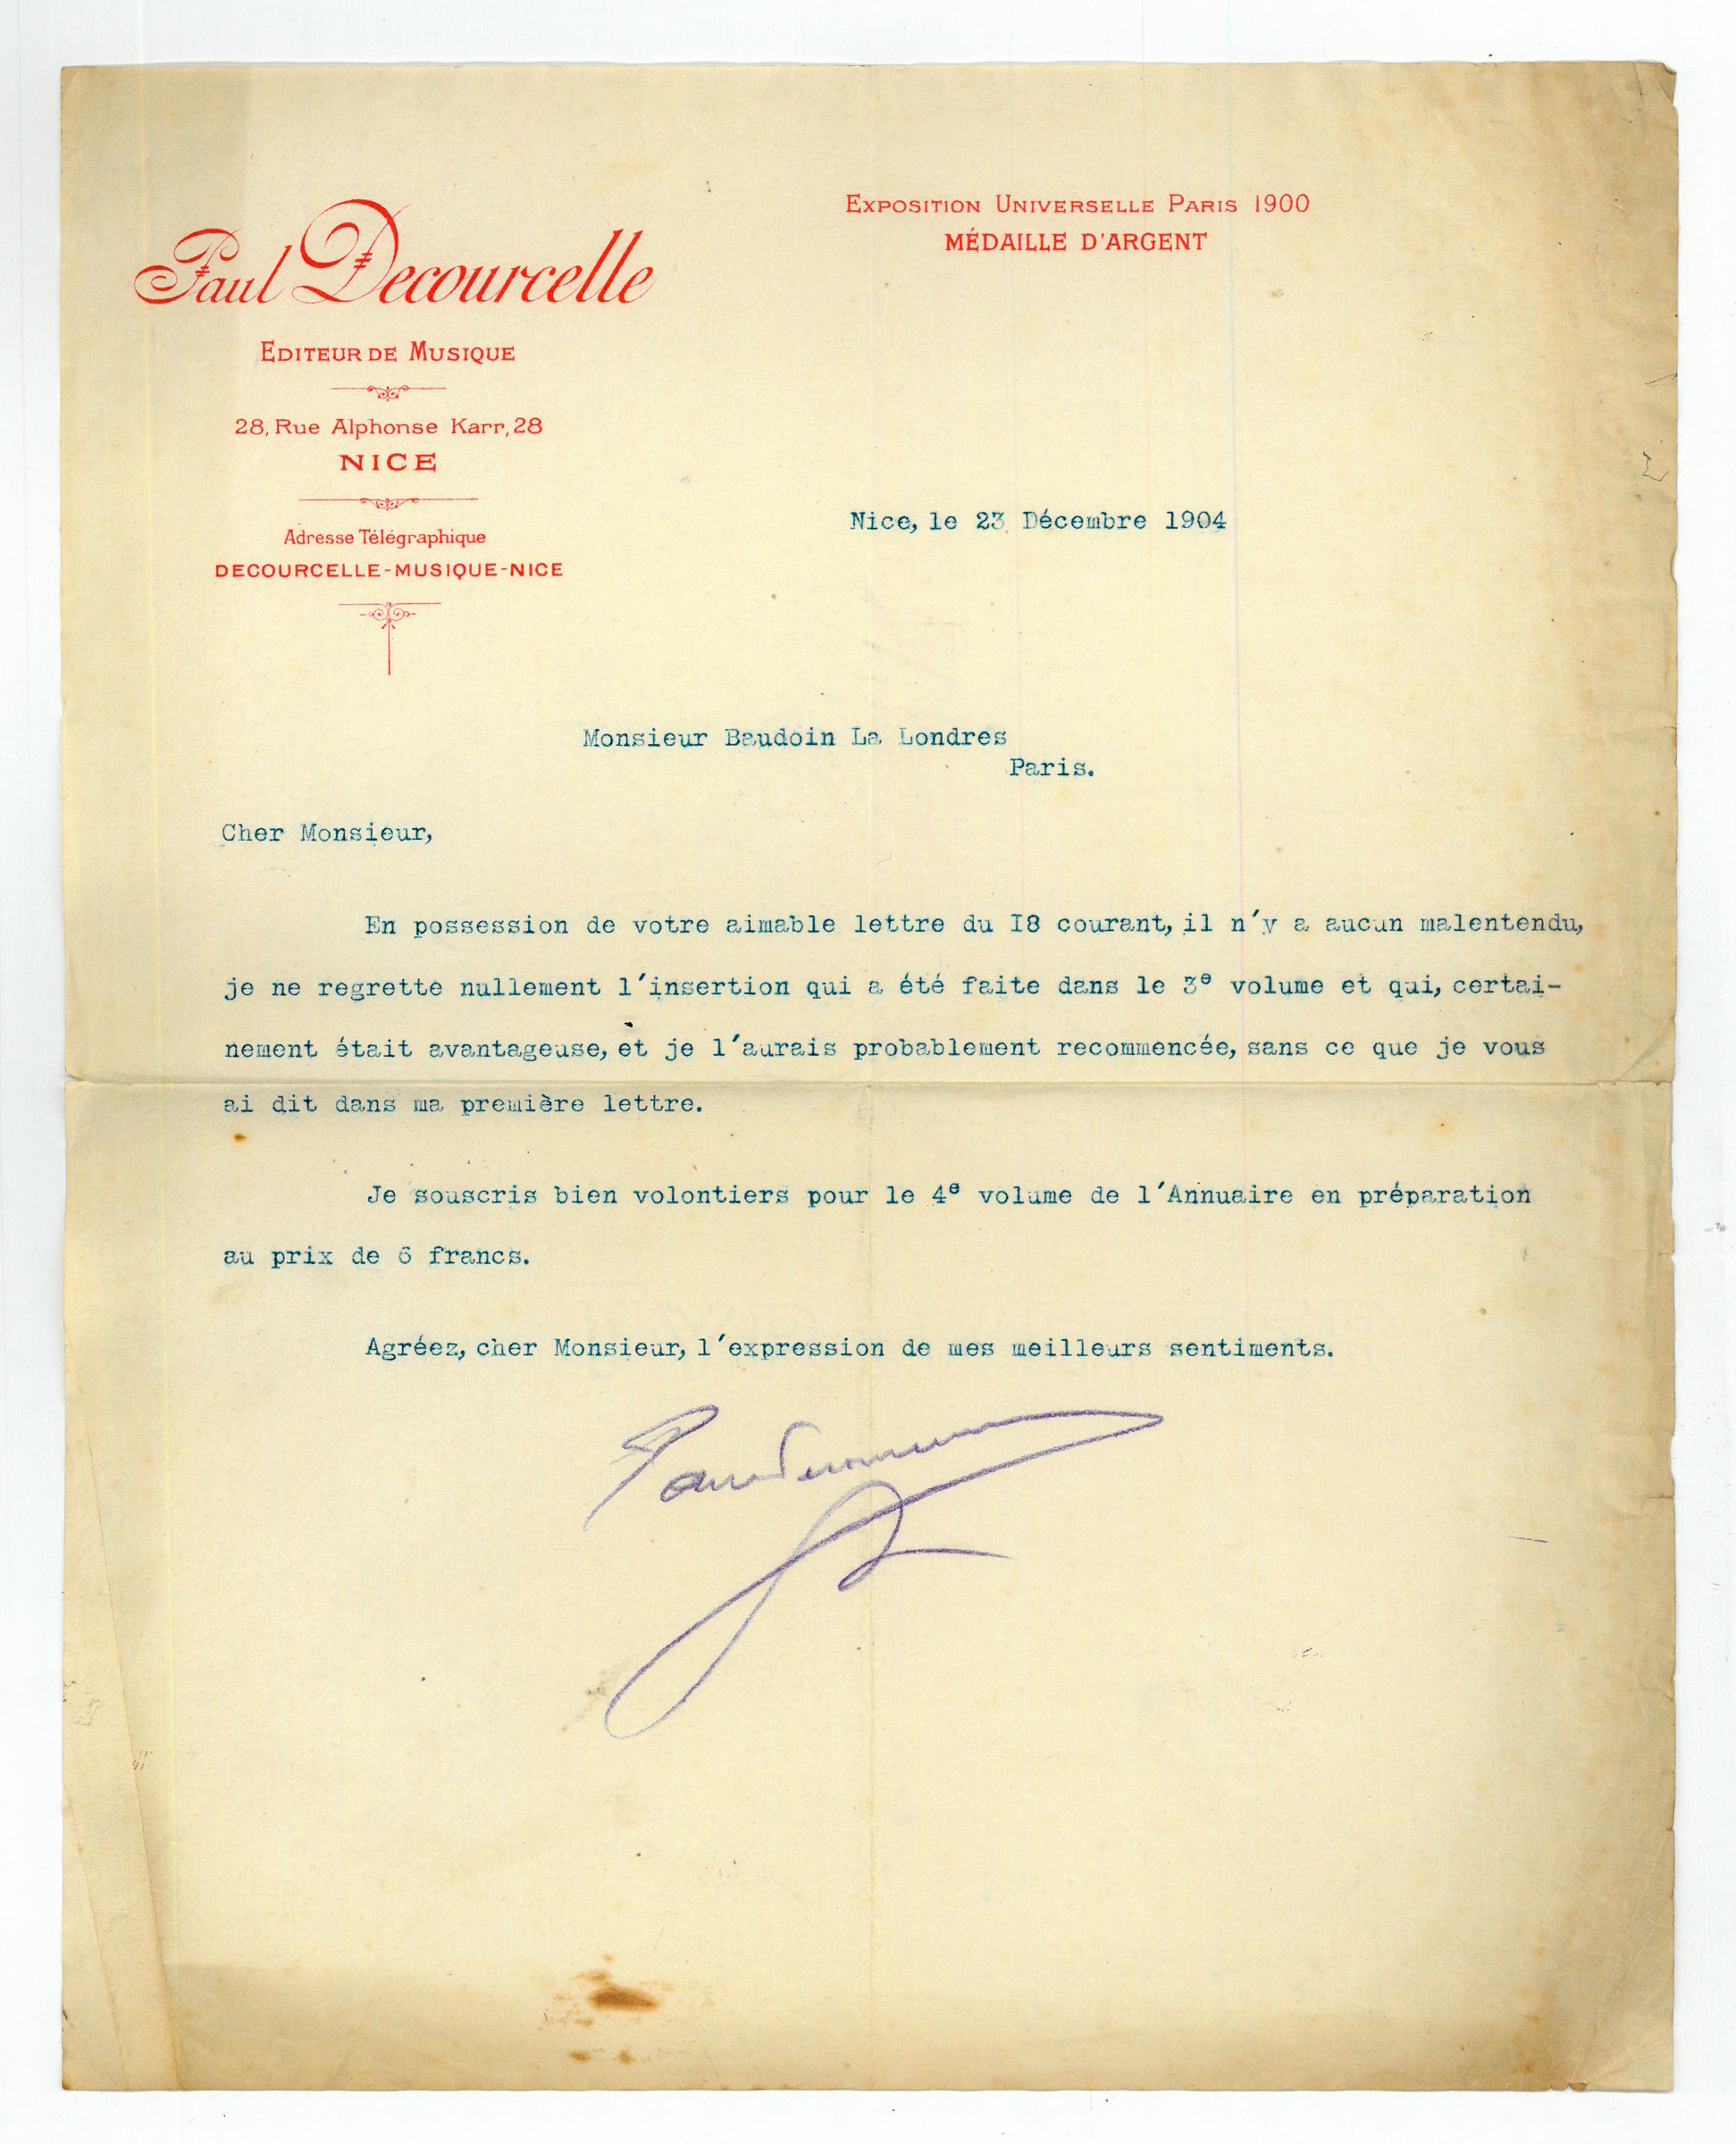 Paul Decourcelle
EDITEUR DE MUSIQUE
28, Rue Alphonse Karr, 28
NICE
Adresse Télégraphique
DECOURCELLE-MUSIQUE-NICE
EXPOSITION UNIVERSELLE PARIS 1900
MÉDAILLE D'ARGENT
Nice, le 23 Décembre 1904
Monsieur Baudoin La Londres
Paris.
Cher Monsieur,
En possession de votre aimable lettre du I8 courant, il n'y a aucun malentendu,
je ne regrette nullement l'insertion qui a été faite dans le 3e volume et qui, certai-
nement était avantageuse, et je l'aurais probablement recommencée, sans ce que je vous
ai dit dans ma première lettre.
Je souscris bien volontiers pour le 4e volume de l'Annuaire en préparation
au prix de 6 francs.
Agréez, cher Monsieur, l'expression de mes meilleurs sentiments.